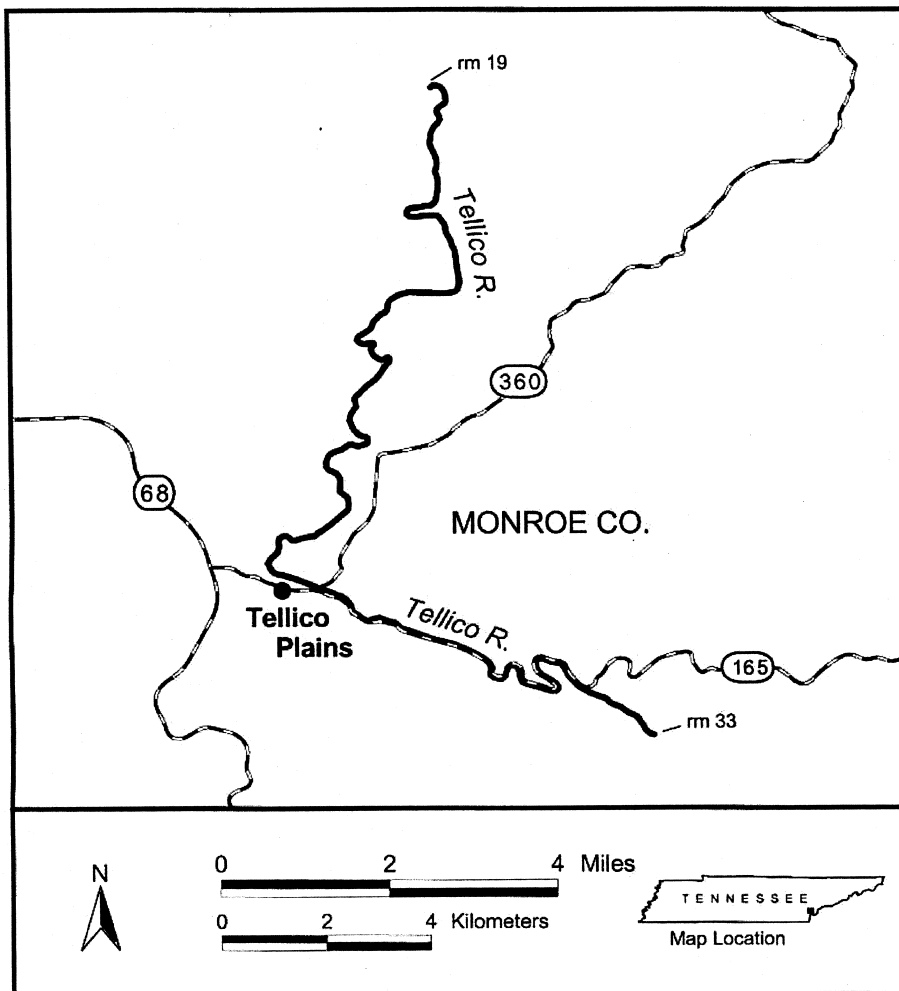 rm 19
Tellico R.
360
68
MONROE CO.
Tellico
Plains
Tellico R.
165
rm 33
N
0 2 4 Miles
0 2 4 Kilometers
TENNESSEE
Map Location